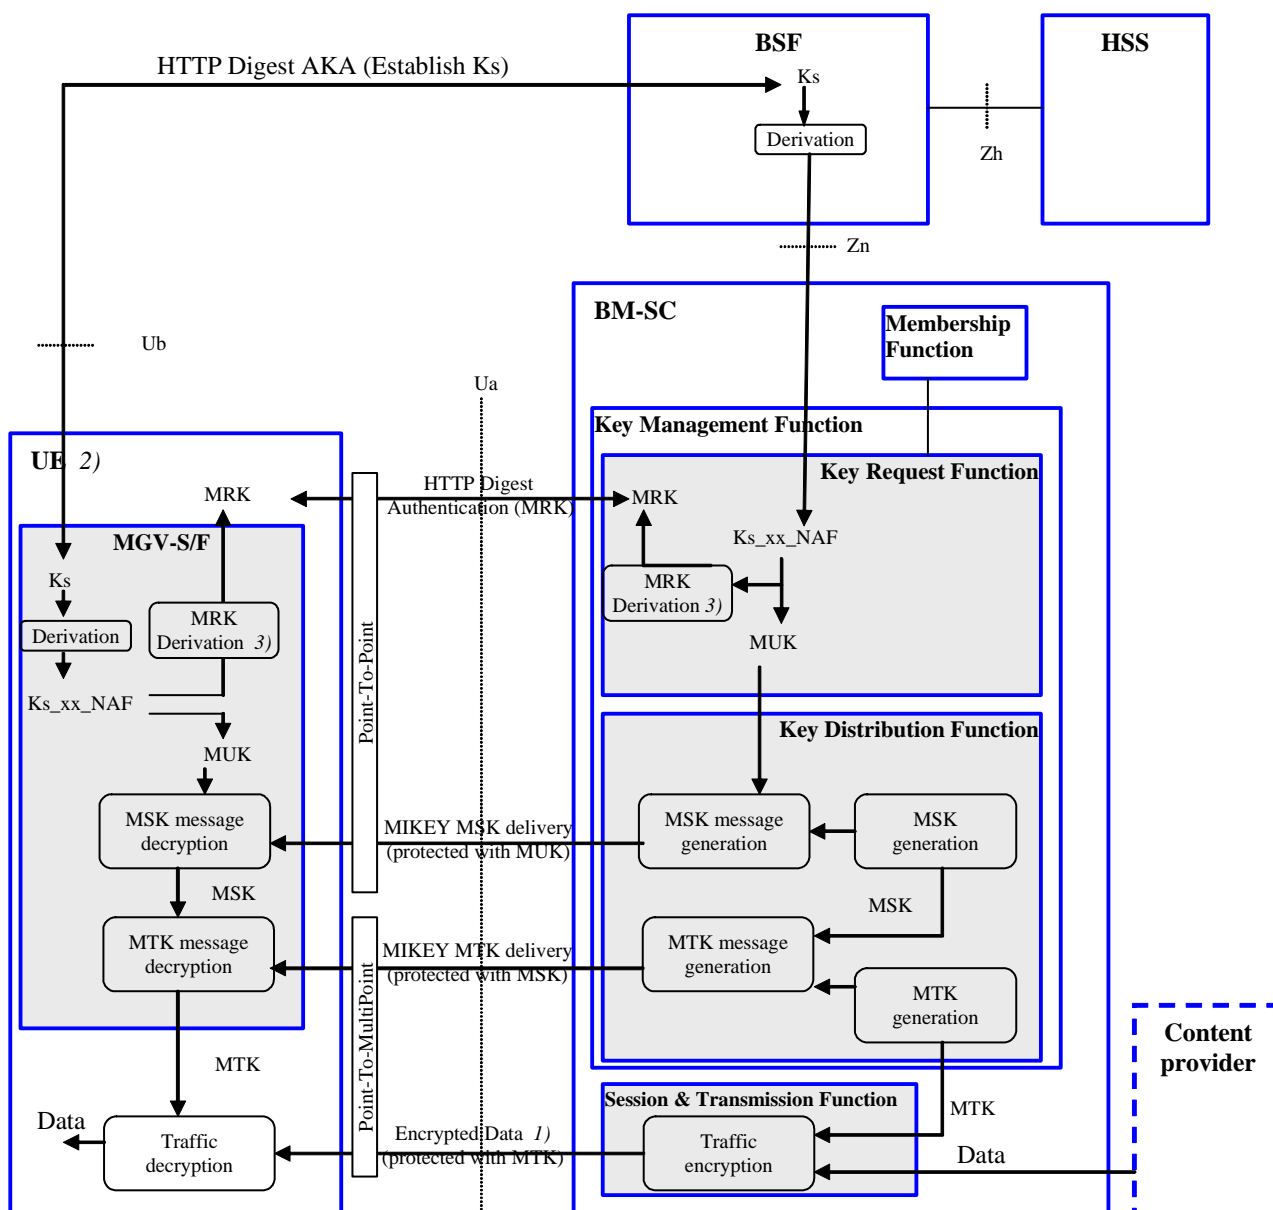 BSF
HSS
HTTP Digest AKA (Establish Ks)
Ks
Derivation
Zh
Zn
BM-SC
Membership
Function
Ub
Ua
Key Management Function
UE 2)
Key Request Function
MRK
HTTP Digest
Authentication (MRK)
MRK
MGV-S/F
Ks_xx_NAF
Ks
MRK
Derivation 3)
Derivation
MRK
Derivation 3)
MUK
Point-To-Point
Ks_xx_NAF
Key Distribution Function
MUK
MSK message
decryption
MIKEY MSK delivery
(protected with MUK)
MSK message
generation
MSK
generation
MSK
MSK
MTK message
decryption
MIKEY MTK delivery
(protected with MSK)
MTK message
generation
MTK
generation
Point-To-MultiPoint
Content
provider
MTK
Session & Transmission Function
MTK
Data
Traffic
decryption
Encrypted Data 1)
(protected with MTK)
Traffic
encryption
Data